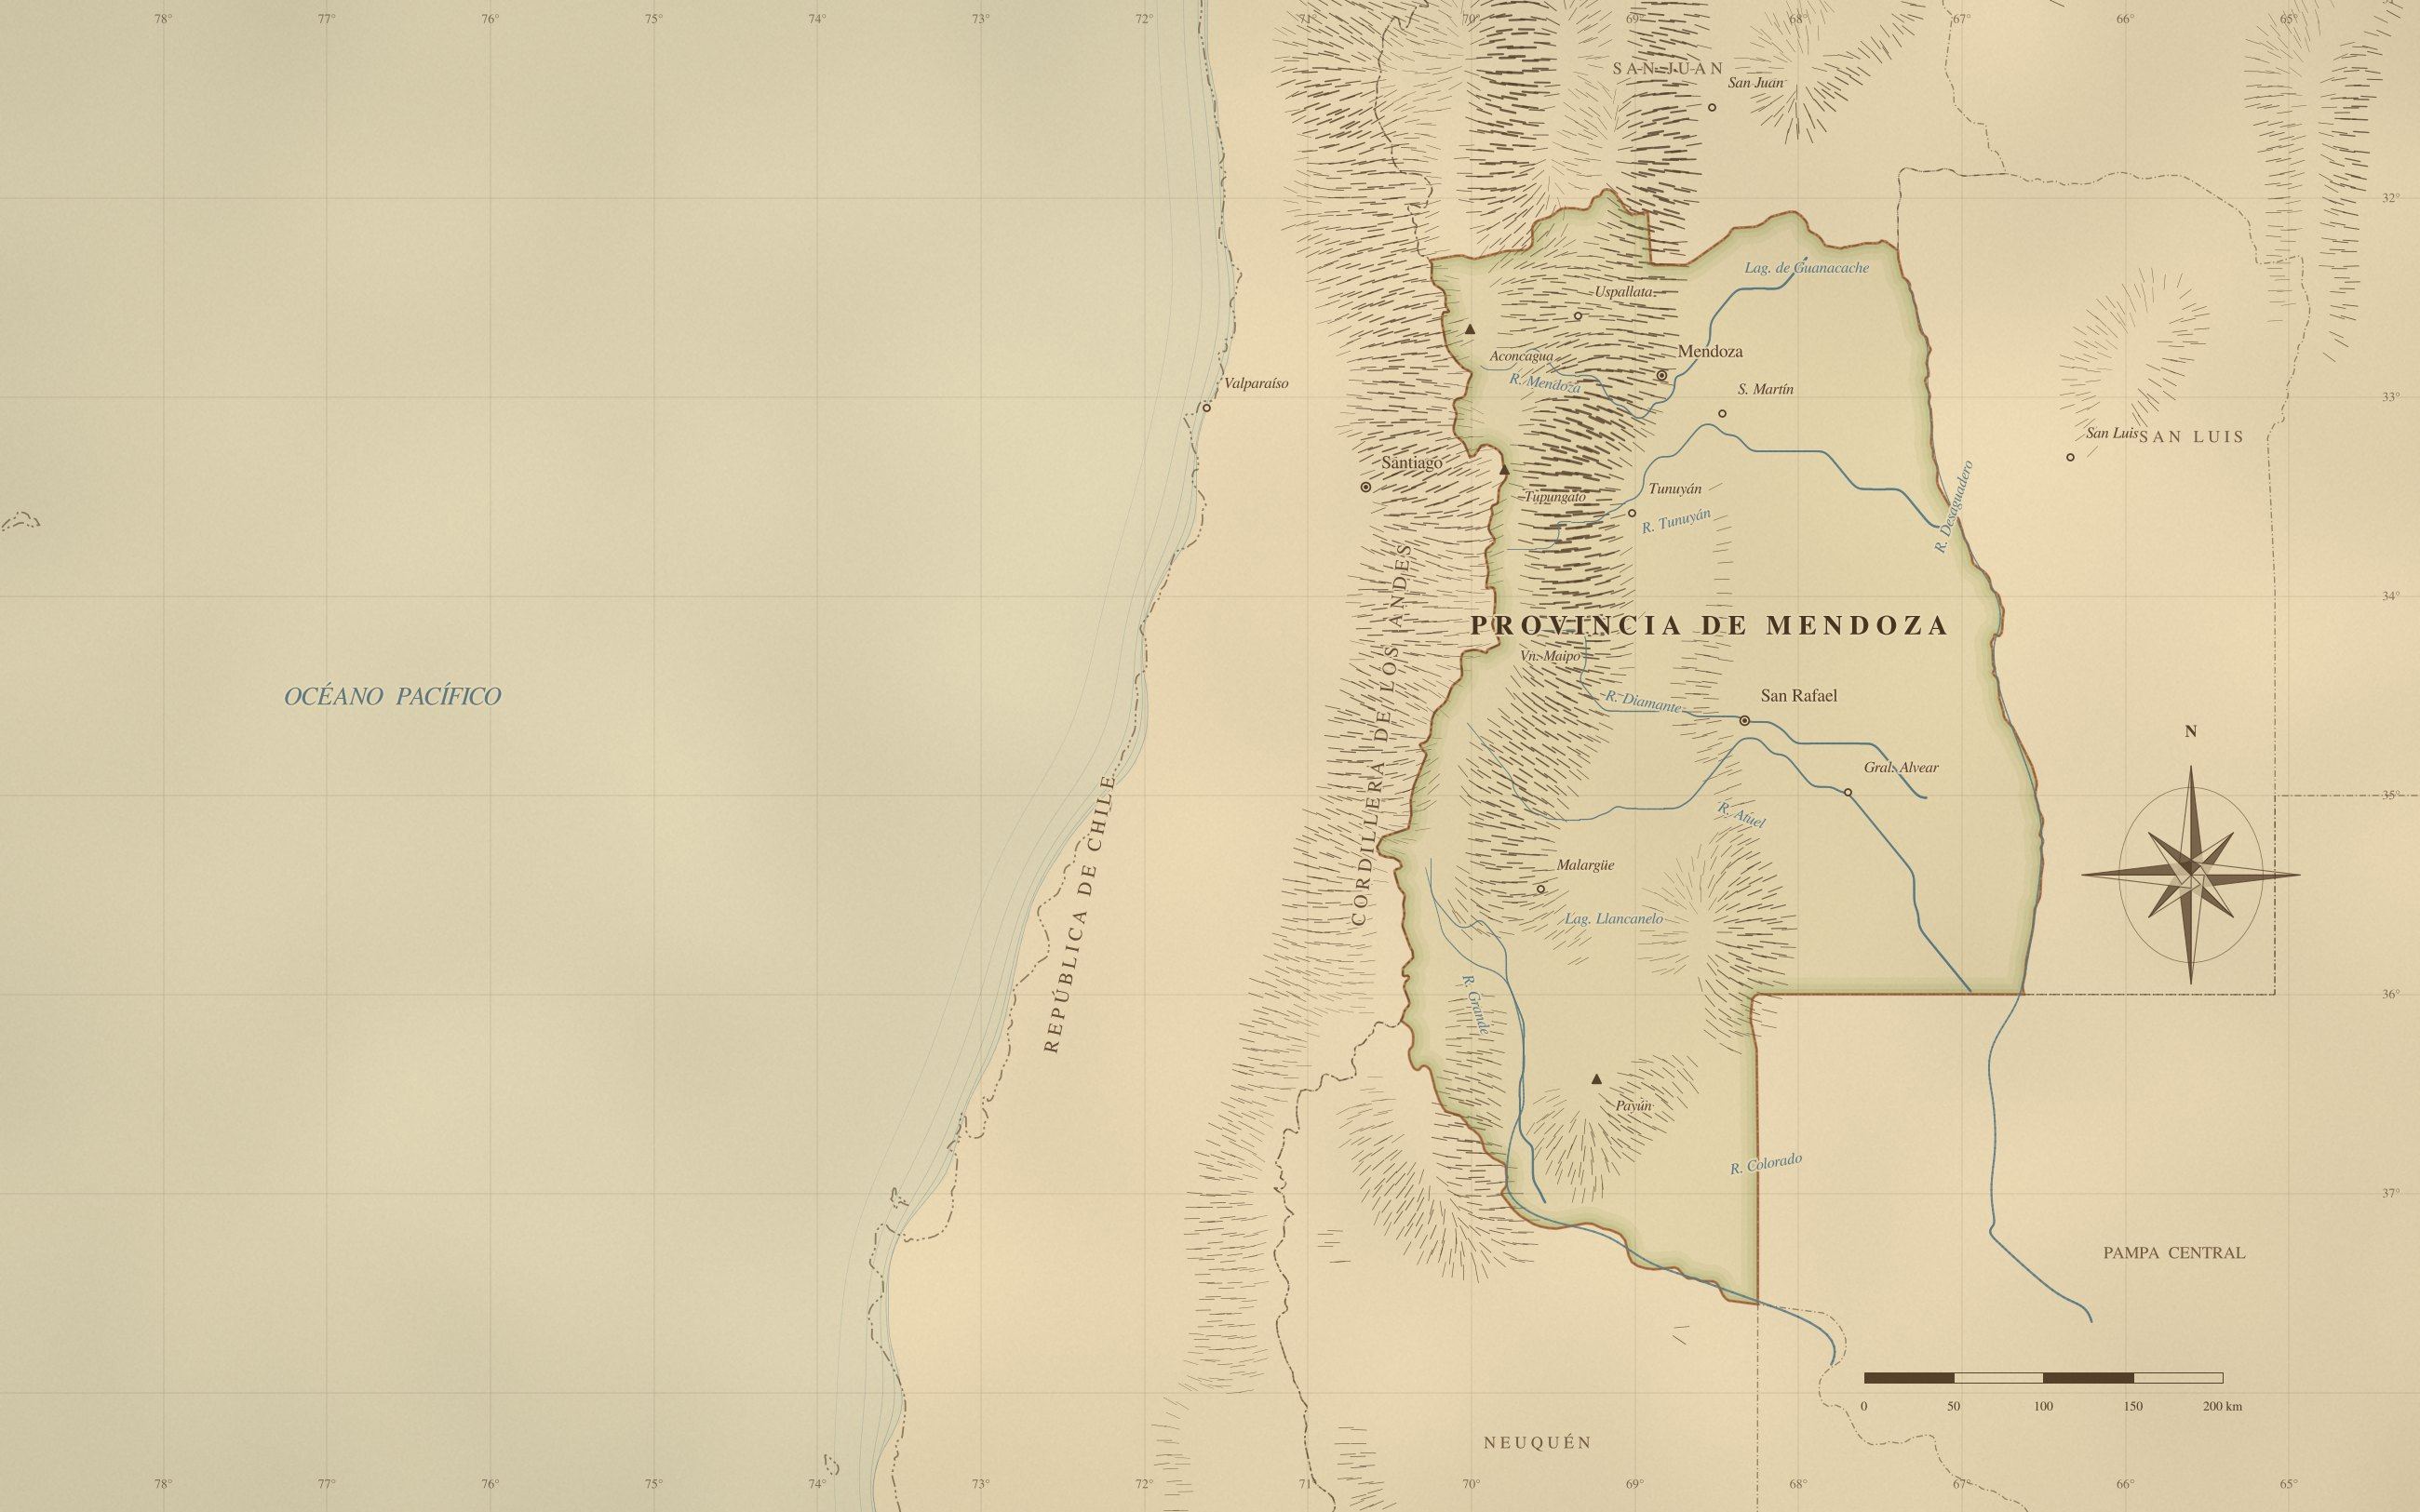 78° 77° 76° 75° 74° 73° 72° 71° 70° 69° 68° 67° 66° 65°
SAN JUAN
San Juan
32°
Lag. de Guanacache
Uspallata
Aconcagua
Mendoza
R. Mendoza
Valparaíso
S. Martín
33°
San Luis
SAN LUIS
Santiago
Tupungato
Tunuyán
R. Tunuyán
R. Desaguadero
34°
PROVINCIA DE MENDOZA
Vn. Maipo
OCÉANO PACÍFICO
R. Diamante
San Rafael
N
CORDILLERA DE LOS ANDES
Gral. Alvear
35°
R. Atuel
REPÚBLICA DE CHILE
Malargüe
Lag. Llancanelo
R. Grande
36°
Payún
R. Colorado
37°
PAMPA CENTRAL
0 50 100 150 200 km
NEUQUÉN
78° 77° 76° 75° 74° 73° 72° 71° 70° 69° 68° 67° 66° 65°